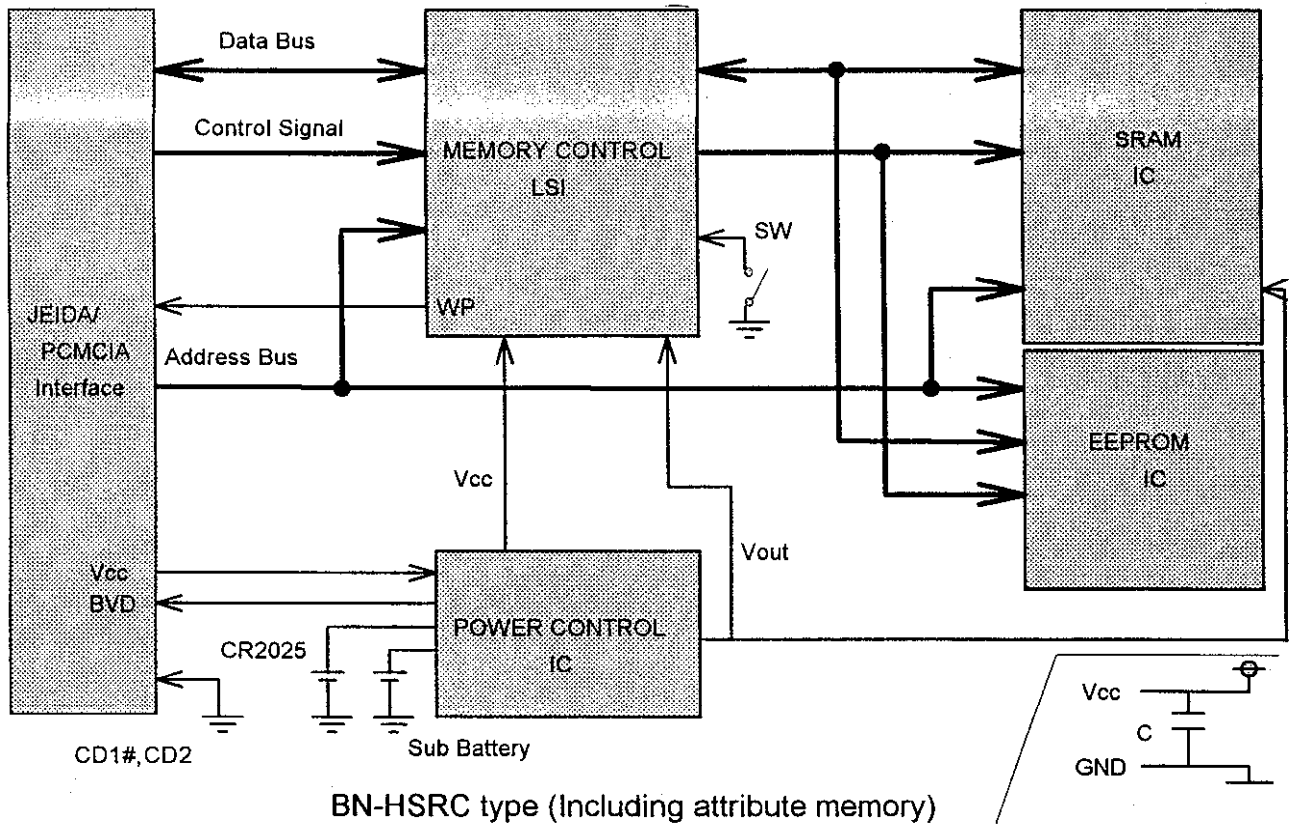 Data Bus
Control Signal
MEMORY CONTROL
LSI
SRAM
IC
SW
WP
JEIDA/
PCMCIA
Interface
Address Bus
EEPROM
IC
Vcc
Vout
Vcc
BVD
POWER CONTROL
IC
CR2025
Sub Battery
CD1#,CD2
Vcc
C
GND
BN-HSRC type (Including attribute memory)